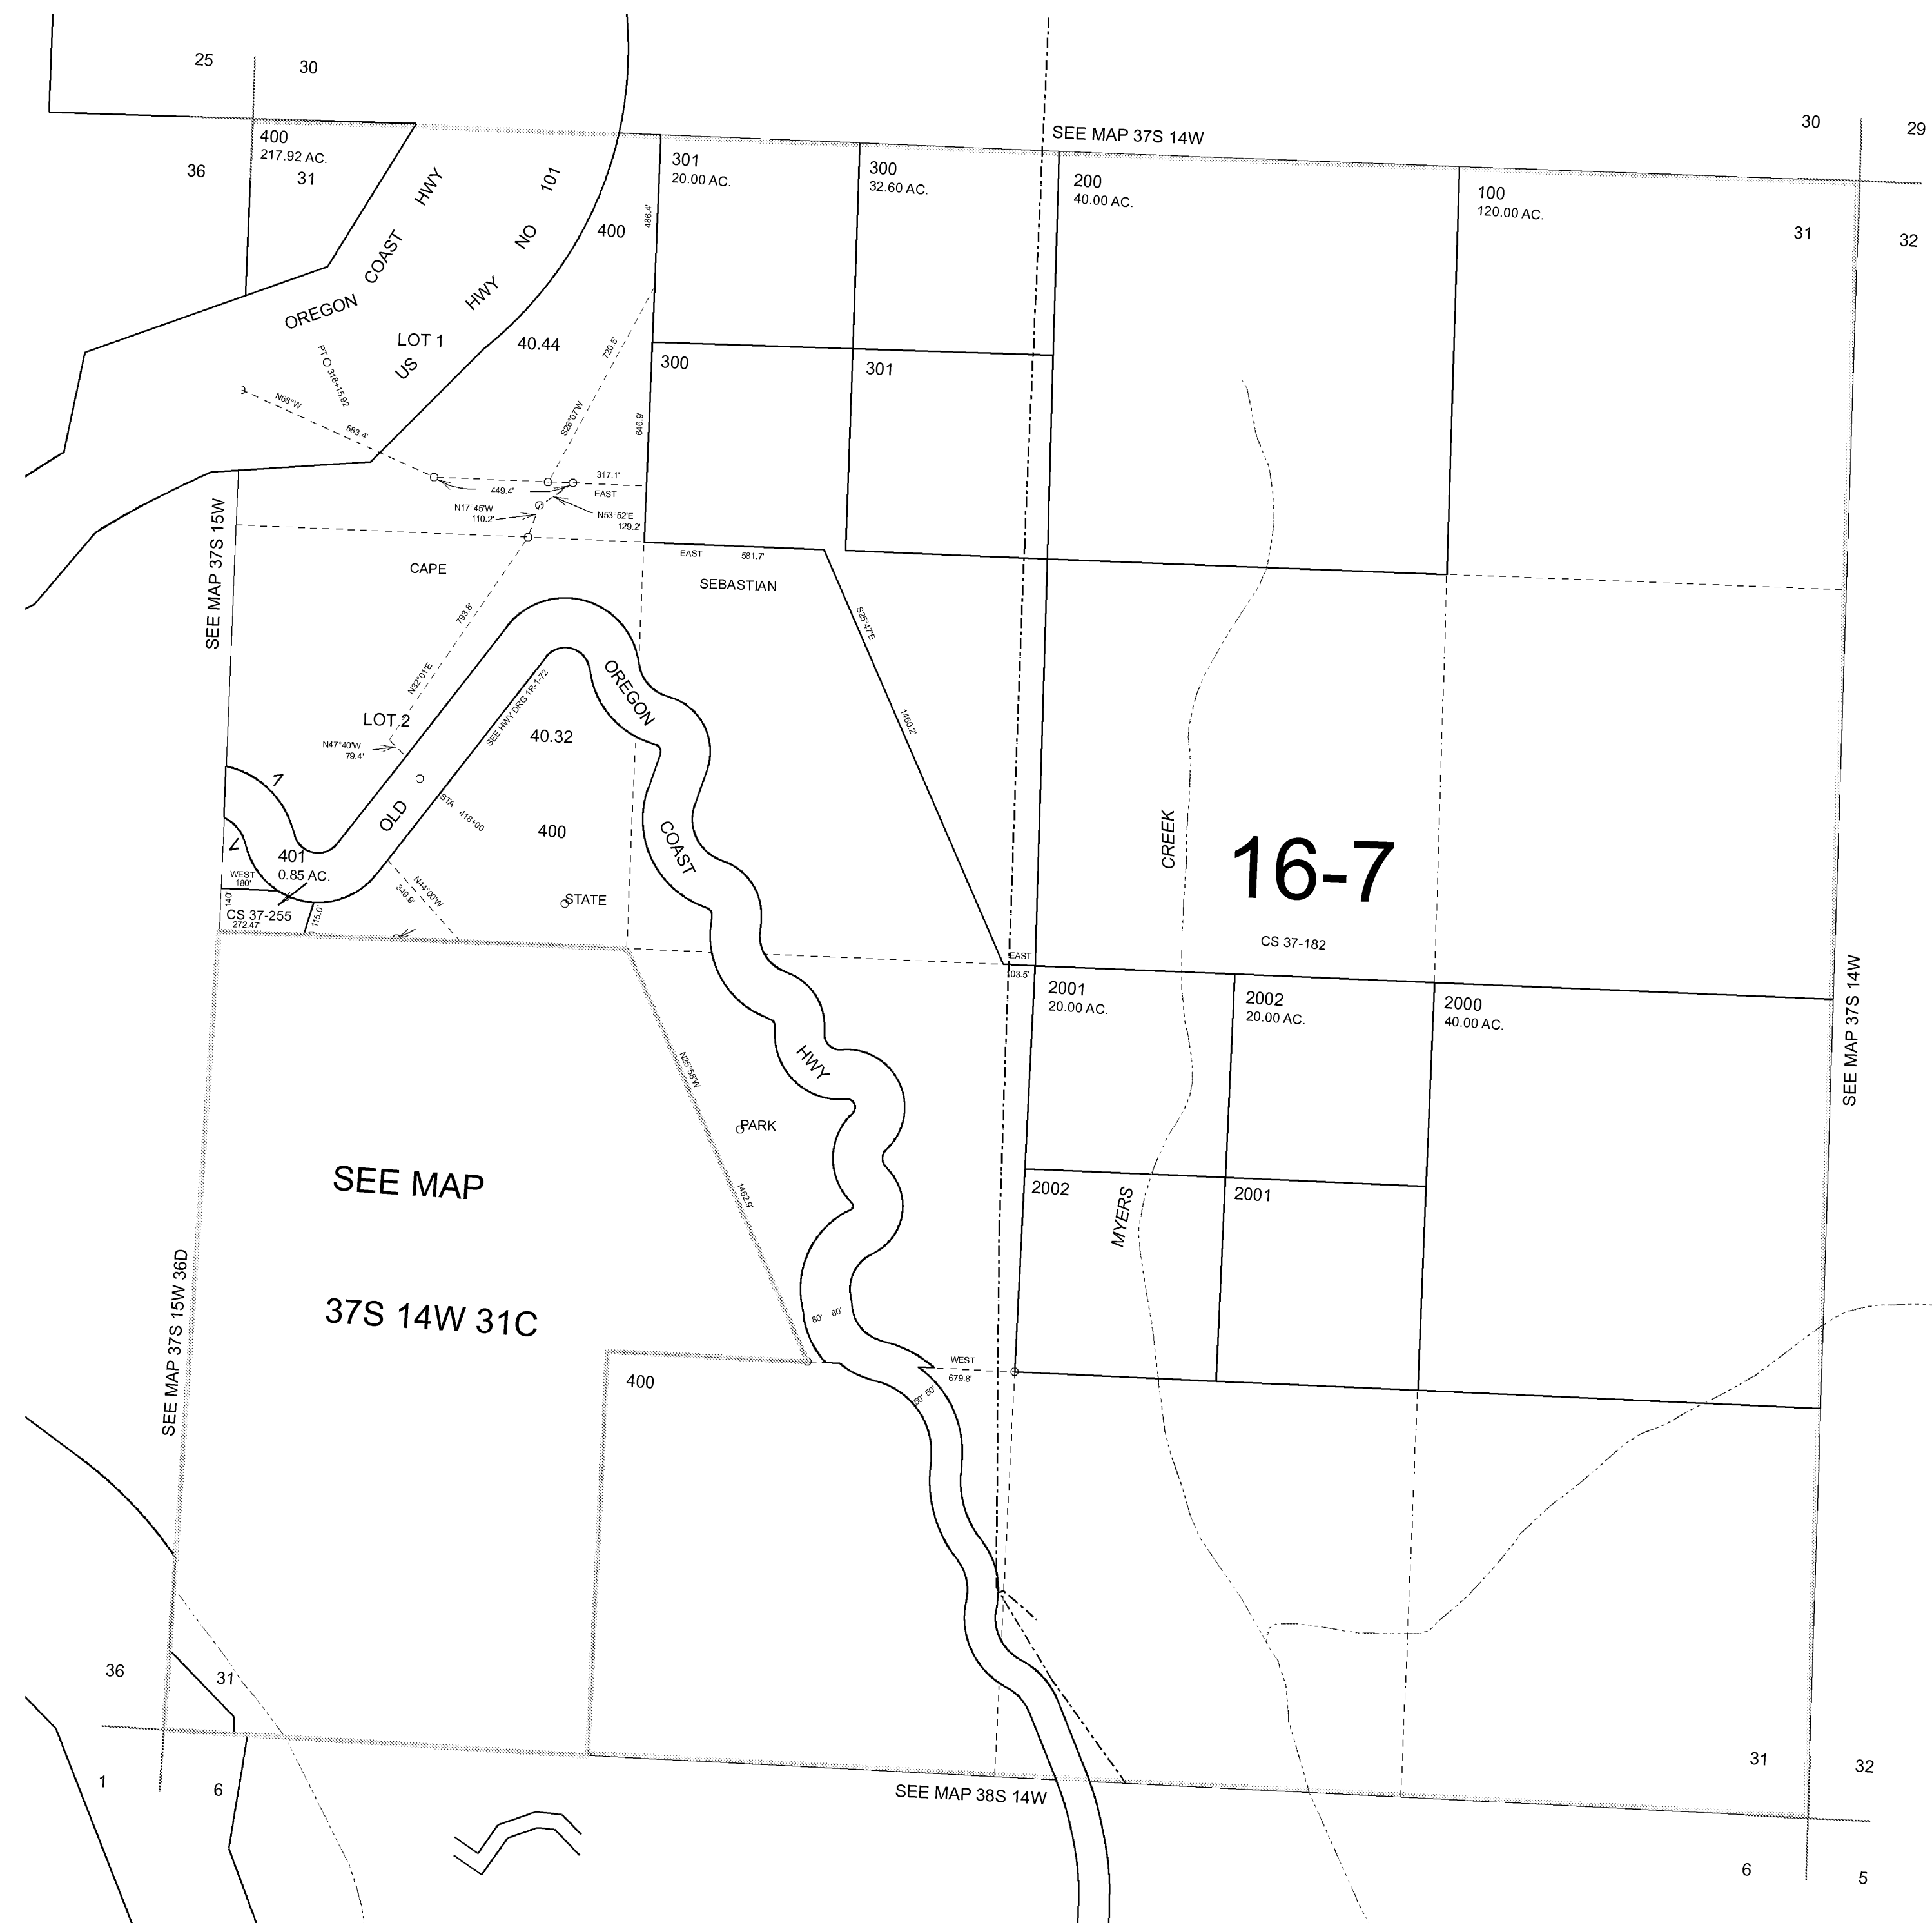 25
30
30
29
SEE MAP 37S 14W
400
217.92 AC.
36
31
HWY
101
301
20.00 AC.
300
32.60 AC.
200
40.00 AC.
100
120.00 AC.
31
32
COAST
NO
400
486.4'
OREGON
HWY
LOT 1
US
40.44
720.5'
300
301
PT 318+15.92
N68°W
683.4'
S26°07'W
646.9'
317.1'
449.4'
EAST
N17°45'W
110.2'
N53°52'E
129.2'
SEE MAP 37S 15W
CAPE
EAST
581.7'
SEBASTIAN
793.8'
S25°47'E
N32°01'E
OREGON
SEE HWY DRG 1R-1-72
LOT 2
40.32
1460.2'
N47°40'W
79.4'
OLD
STA 418+00
400
COAST
CREEK
16-7
401
0.85 AC.
WEST
180'
140'
N44°00'W
349.9'
STATE
CS 37-255
272.47'
115.0'
CS 37-182
EAST
03.5'
2001
20.00 AC.
2002
20.00 AC.
2000
40.00 AC.
SEE MAP 37S 14W
HWY
N25°58'W
PARK
SEE MAP
1462.9'
2002
MYERS
2001
37S 14W 31C
SEE MAP 37S 15W 36D
80' 80'
WEST
679.8'
400
50' 50'
36
31
31
32
1
6
SEE MAP 38S 14W
6
5